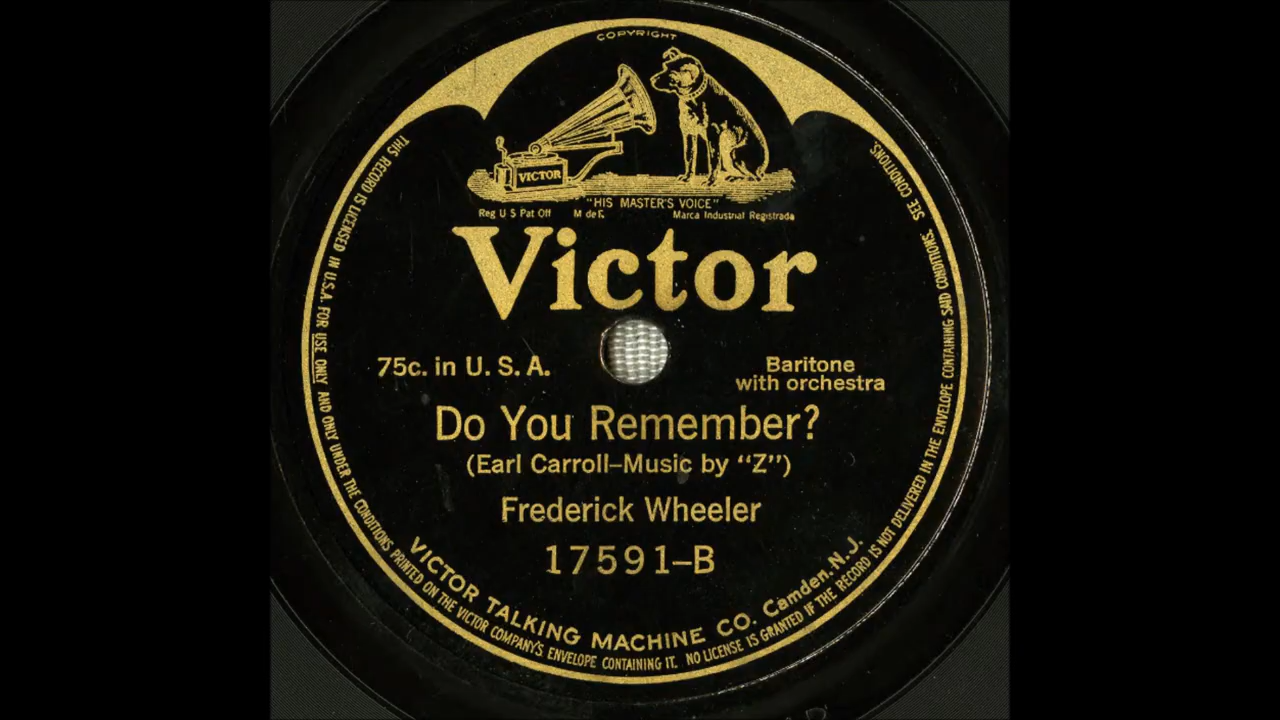 COPYRIGHT
VICTOR
"HIS MASTER'S VOICE"
Reg U S Pat Off M de F. Marca Industrial Registrada
Victor
75c. in U. S. A.
Baritone
with orchestra
Do You Remember?
(Earl Carroll–Music by "Z")
Frederick Wheeler
17591–B
VICTOR TALKING MACHINE CO. Camden. N. J.
THIS RECORD IS LICENSED IN U.S.A. FOR USE ONLY AND ONLY UNDER THE CONDITIONS PRINTED ON THE VICTOR COMPANY'S ENVELOPE CONTAINING IT. NO LICENSE IS GRANTED IF THE RECORD IS NOT DELIVERED IN THE ENVELOPE CONTAINING SAID CONDITIONS. SEE CONDITIONS.